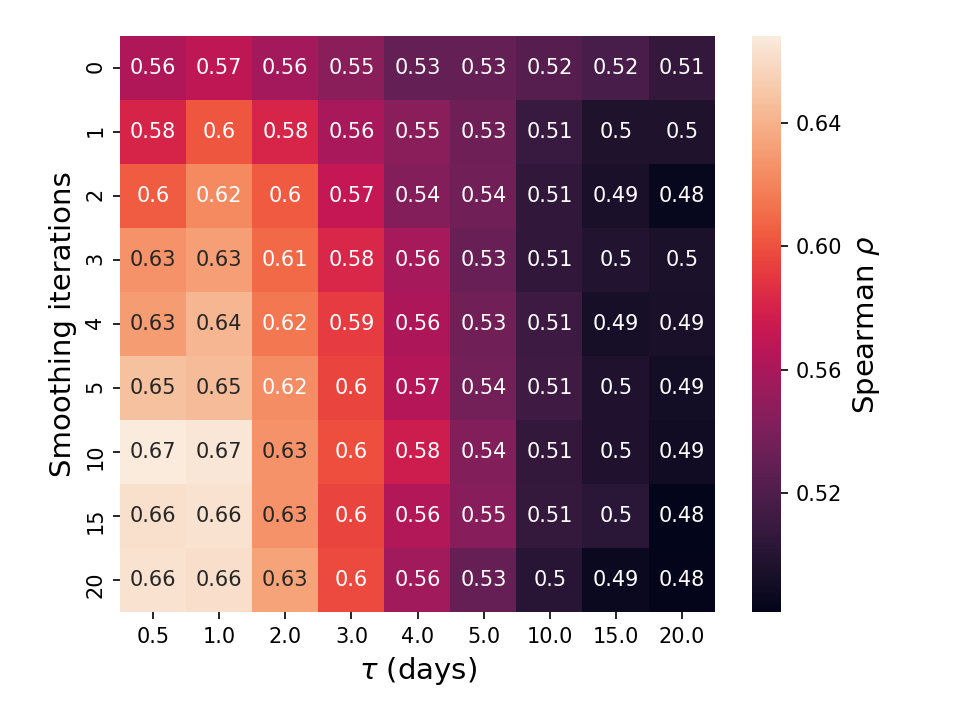 0 0.56 0.57 0.56 0.55 0.53 0.53 0.52 0.52 0.51
1 0.58 0.6 0.58 0.56 0.55 0.53 0.51 0.5 0.5
2 0.6 0.62 0.6 0.57 0.54 0.54 0.51 0.49 0.48
3 0.63 0.63 0.61 0.58 0.56 0.53 0.51 0.5 0.5
4 0.63 0.64 0.62 0.59 0.56 0.53 0.51 0.49 0.49
5 0.65 0.65 0.62 0.6 0.57 0.54 0.51 0.5 0.49
10 0.67 0.67 0.63 0.6 0.58 0.54 0.51 0.5 0.49
15 0.66 0.66 0.63 0.6 0.56 0.55 0.51 0.5 0.48
20 0.66 0.66 0.63 0.6 0.56 0.53 0.5 0.49 0.48
0.5 1.0 2.0 3.0 4.0 5.0 10.0 15.0 20.0
τ (days)
Smoothing iterations
0.64
0.60
0.56
0.52
Spearman ρ